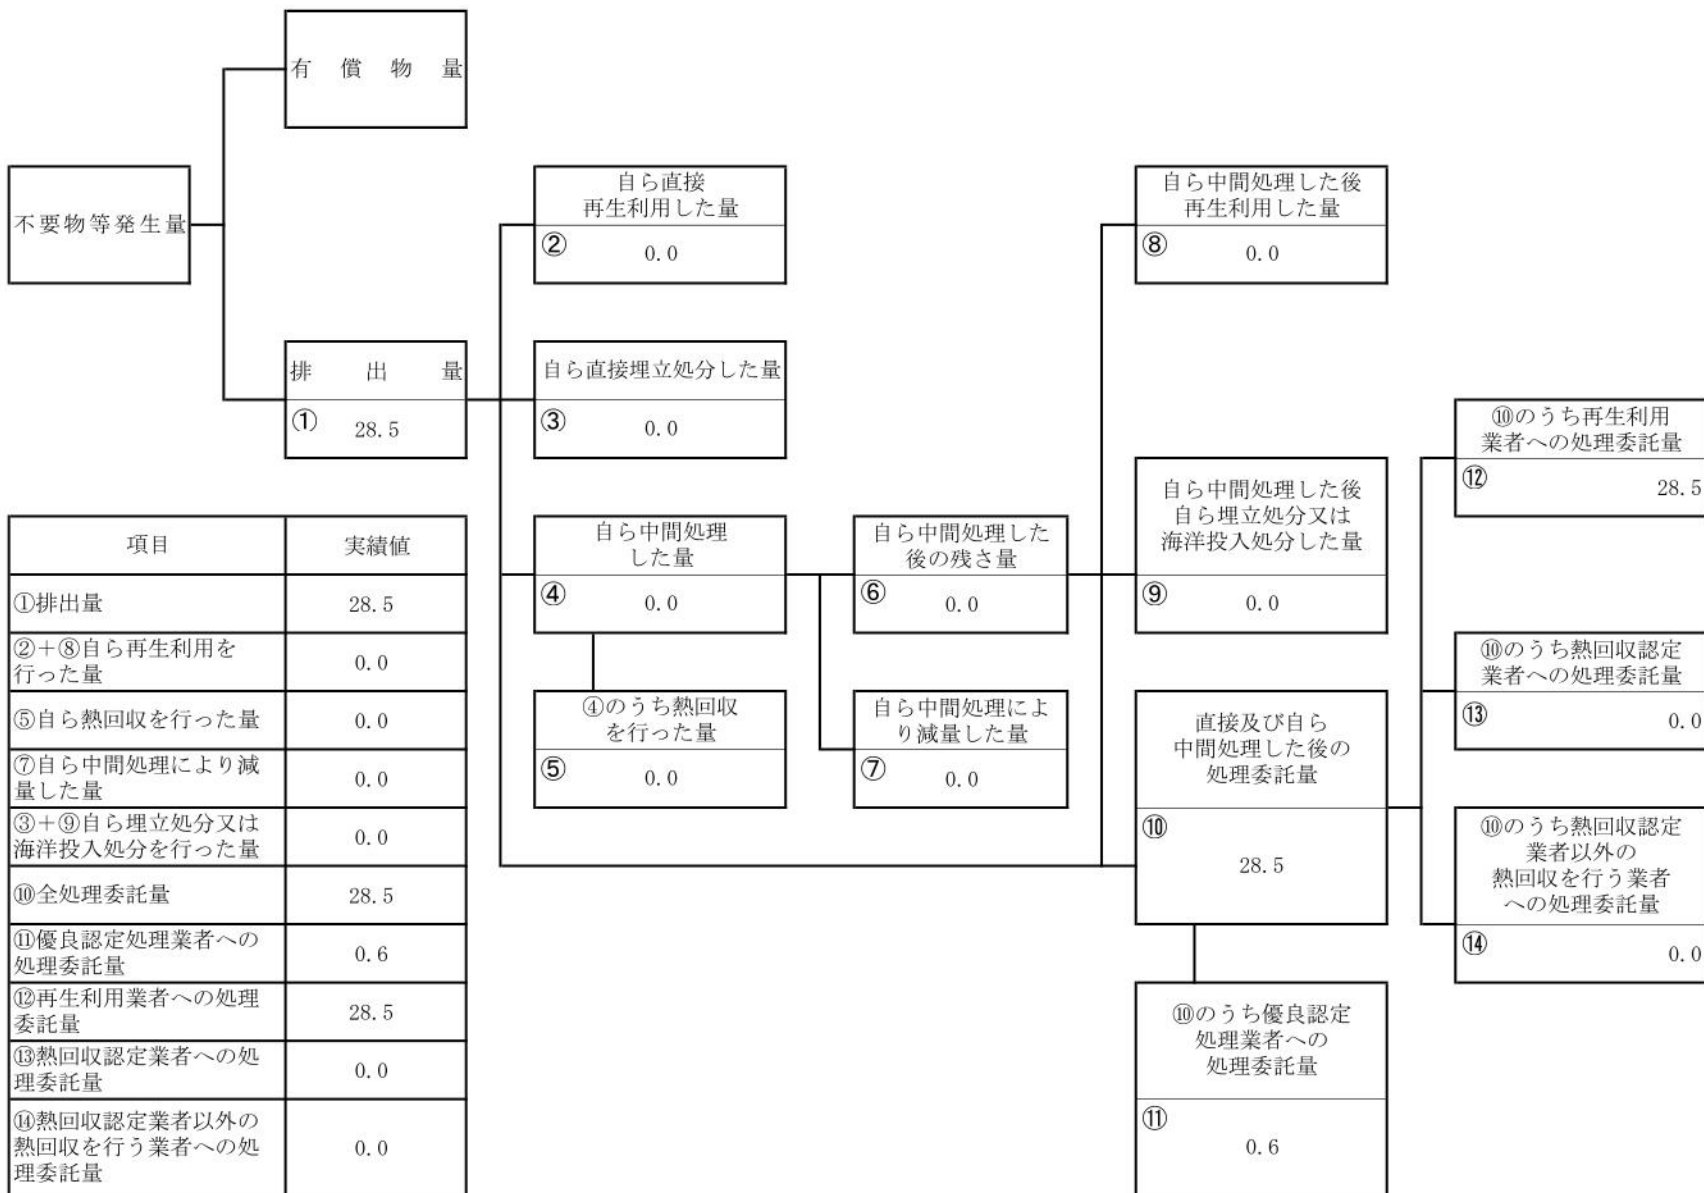 有償物量
不要物等発生量
排出量
①
28.5
自ら直接
再生利用した量
②
0.0
自ら直接埋立処分した量
③
0.0
自ら中間処理
した量
④
0.0
④のうち熱回収
を行った量
⑤
0.0
自ら中間処理した
後の残さ量
⑥
0.0
自ら中間処理によ
り減量した量
⑦
0.0
自ら中間処理した後
再生利用した量
⑧
0.0
自ら中間処理した後
自ら埋立処分又は
海洋投入処分した量
⑨
0.0
直接及び自ら
中間処理した後の
処理委託量
⑩
28.5
⑩のうち優良認定
処理業者への
処理委託量
⑪
0.6
⑩のうち再生利用
業者への処理委託量
⑫
28.5
⑩のうち熱回収認定
業者への処理委託量
⑬
0.0
⑩のうち熱回収認定
業者以外の
熱回収を行う業者
への処理委託量
⑭
0.0
項目 実績値
①排出量 28.5
②＋⑧自ら再生利用を
行った量
0.0
⑤自ら熱回収を行った量 0.0
⑦自ら中間処理により減
量した量
0.0
③＋⑨自ら埋立処分又は
海洋投入処分を行った量
0.0
⑩全処理委託量 28.5
⑪優良認定処理業者への
処理委託量
0.6
⑫再生利用業者への処理
委託量
28.5
⑬熱回収認定業者への処
理委託量
0.0
⑭熱回収認定業者以外の
熱回収を行う業者への処
理委託量
0.0